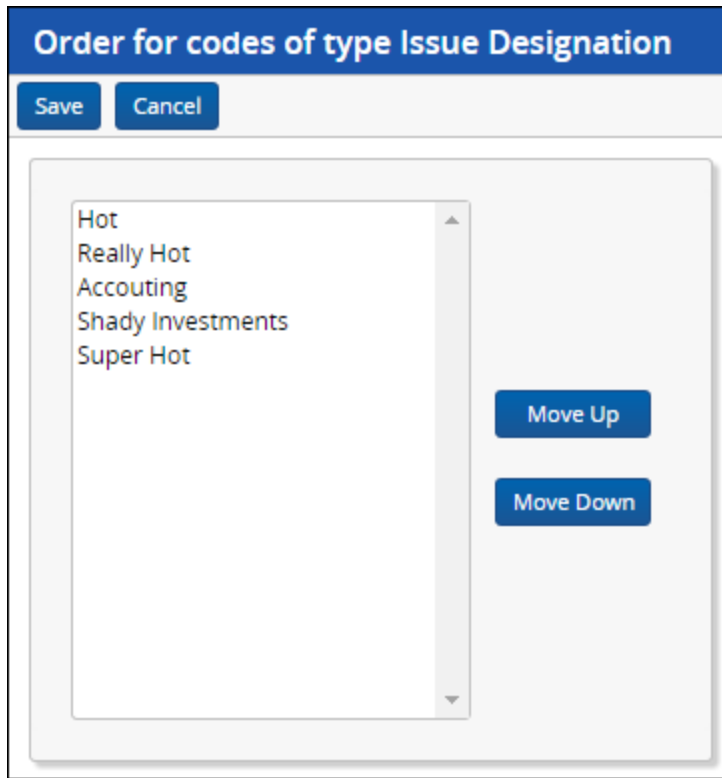 Order for codes of type Issue Designation
Save Cancel
Hot
Really Hot
Accouting
Shady Investments
Super Hot
Move Up
Move Down